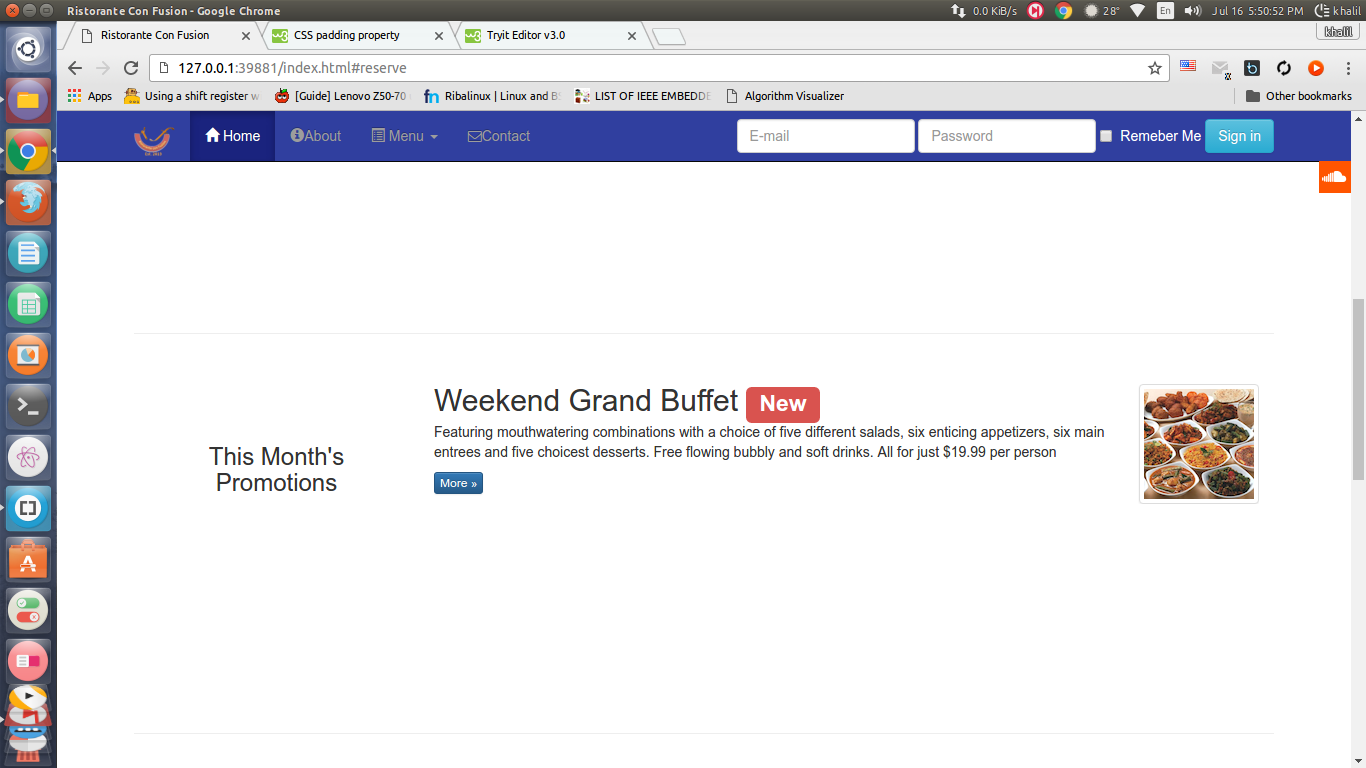 Ristorante Con Fusion - Google Chrome
0.0 KiB/s
28°
En
Jul 16 5:50:52 PM
khalil
Ristorante Con Fusion
CSS padding property
Tryit Editor v3.0
khalil
127.0.0.1:39881/index.html#reserve
Apps
Using a shift register w
[Guide] Lenovo Z50-70
Ribalinux | Linux and BS
LIST OF IEEE EMBEDDE
Algorithm Visualizer
Other bookmarks
Home
About
Menu
Contact
E-mail
Password
Remeber Me
Sign in
Weekend Grand Buffet New
Featuring mouthwatering combinations with a choice of five different salads, six enticing appetizers, six main
entrees and five choicest desserts. Free flowing bubbly and soft drinks. All for just $19.99 per person
This Month's
Promotions
More »